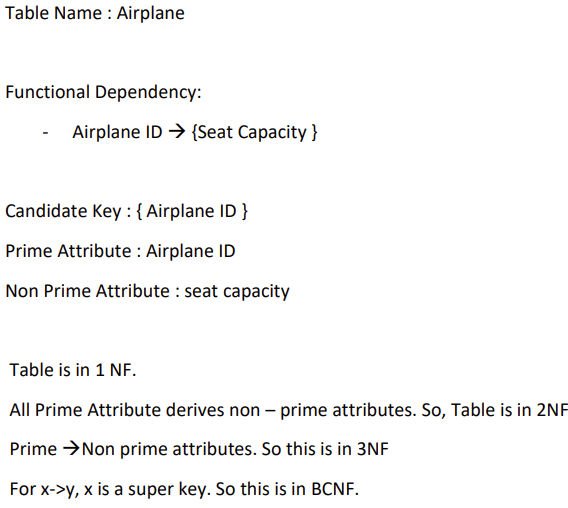 Table Name : Airplane
Functional Dependency:
- Airplane ID → {Seat Capacity }
Candidate Key : { Airplane ID }
Prime Attribute : Airplane ID
Non Prime Attribute : seat capacity
Table is in 1 NF.
All Prime Attribute derives non – prime attributes. So, Table is in 2NF
Prime →Non prime attributes. So this is in 3NF
For x->y, x is a super key. So this is in BCNF.